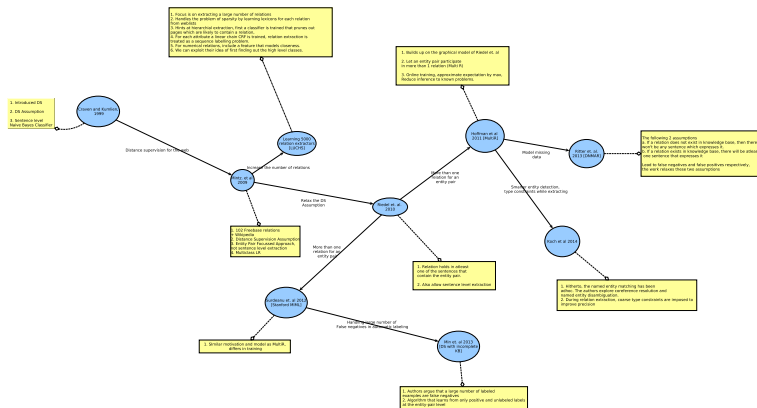 1. Focus is on extracting a large number of relations
2. Handles the problem of sparsity by learning lexicons for each relation
from weblists
3. Hints at hierarchial extraction, first a classifier is trained that prunes out
pages which are likely to contain a relation.
4. For each attribute a linear chain CRF is trained, relation extraction is
treated as a sequence labelling problem.
5. For numerical relations, include a feature that models closeness
6. We can exploit their idea of first finding out the high level classes.
1. Builds up on the graphical model of Riedel et. al
2. Let an entity pair participate
in more than 1 relation (Multi R)
3. Online training, approximate expectation by max.
Reduce inference to known problems.
1. Introduced DS
2. DS Assumption
3. Sentence level
Naive Bases Classifier
Craven and Kumlien,
1999
Distance supervision for the web
Learning 5000
relation extractors
[LUCHS]
Increase the number of relations
Mintz. et al
2009
Hoffman et al
2011 [MultiR]
Model missing
data
Ritter et. al
2013 [DNMAR]
The following 2 assumptions
a. If a relation does not exist in knowledge base, then there
won't be any sentence which expresses it
b. If a relation exists in knowledge base, there will be atleast
one sentence that expresses it
Lead to false negatives and false positives respectively,
the work relaxes these two assumptions
More than one
relation for an
entity pair
Smarter entity detection,
type constraints while extracting
Relax the DS
Assumption
Riedel et. al
2010
1. 102 Freebase relations
+ Wikipedia
2. Distance Supervision Assumption
3. Entity Pair Focussed Approach,
not sentence level extraction
4. Multiclass LR
More than one
relation for an
entity pair
Koch et al 2014
1. Relation holds in atleast
one of the sentences that
contain the entity pair
2. Also allow sentence level extraction
1. Hitherto, the named entity matching has been
adhoc. The authors explore coreference resolution and
named entity disambiguation.
2. During relation extraction, coarse type constraints are imposed to
improve precision
Surdeanu et. al 2012
[Stanford MIML]
Handling large number of
False negatives in automatic labeling
1. Similar motivation and model as MultiR,
differs in training
Min et. al 2013
[DS with incomplete
KB]
1. Authors argue that a large number of labeled
examples are false negatives
2. Algorithm that learns from only positive and unlabeled labels
at the entity-pair level